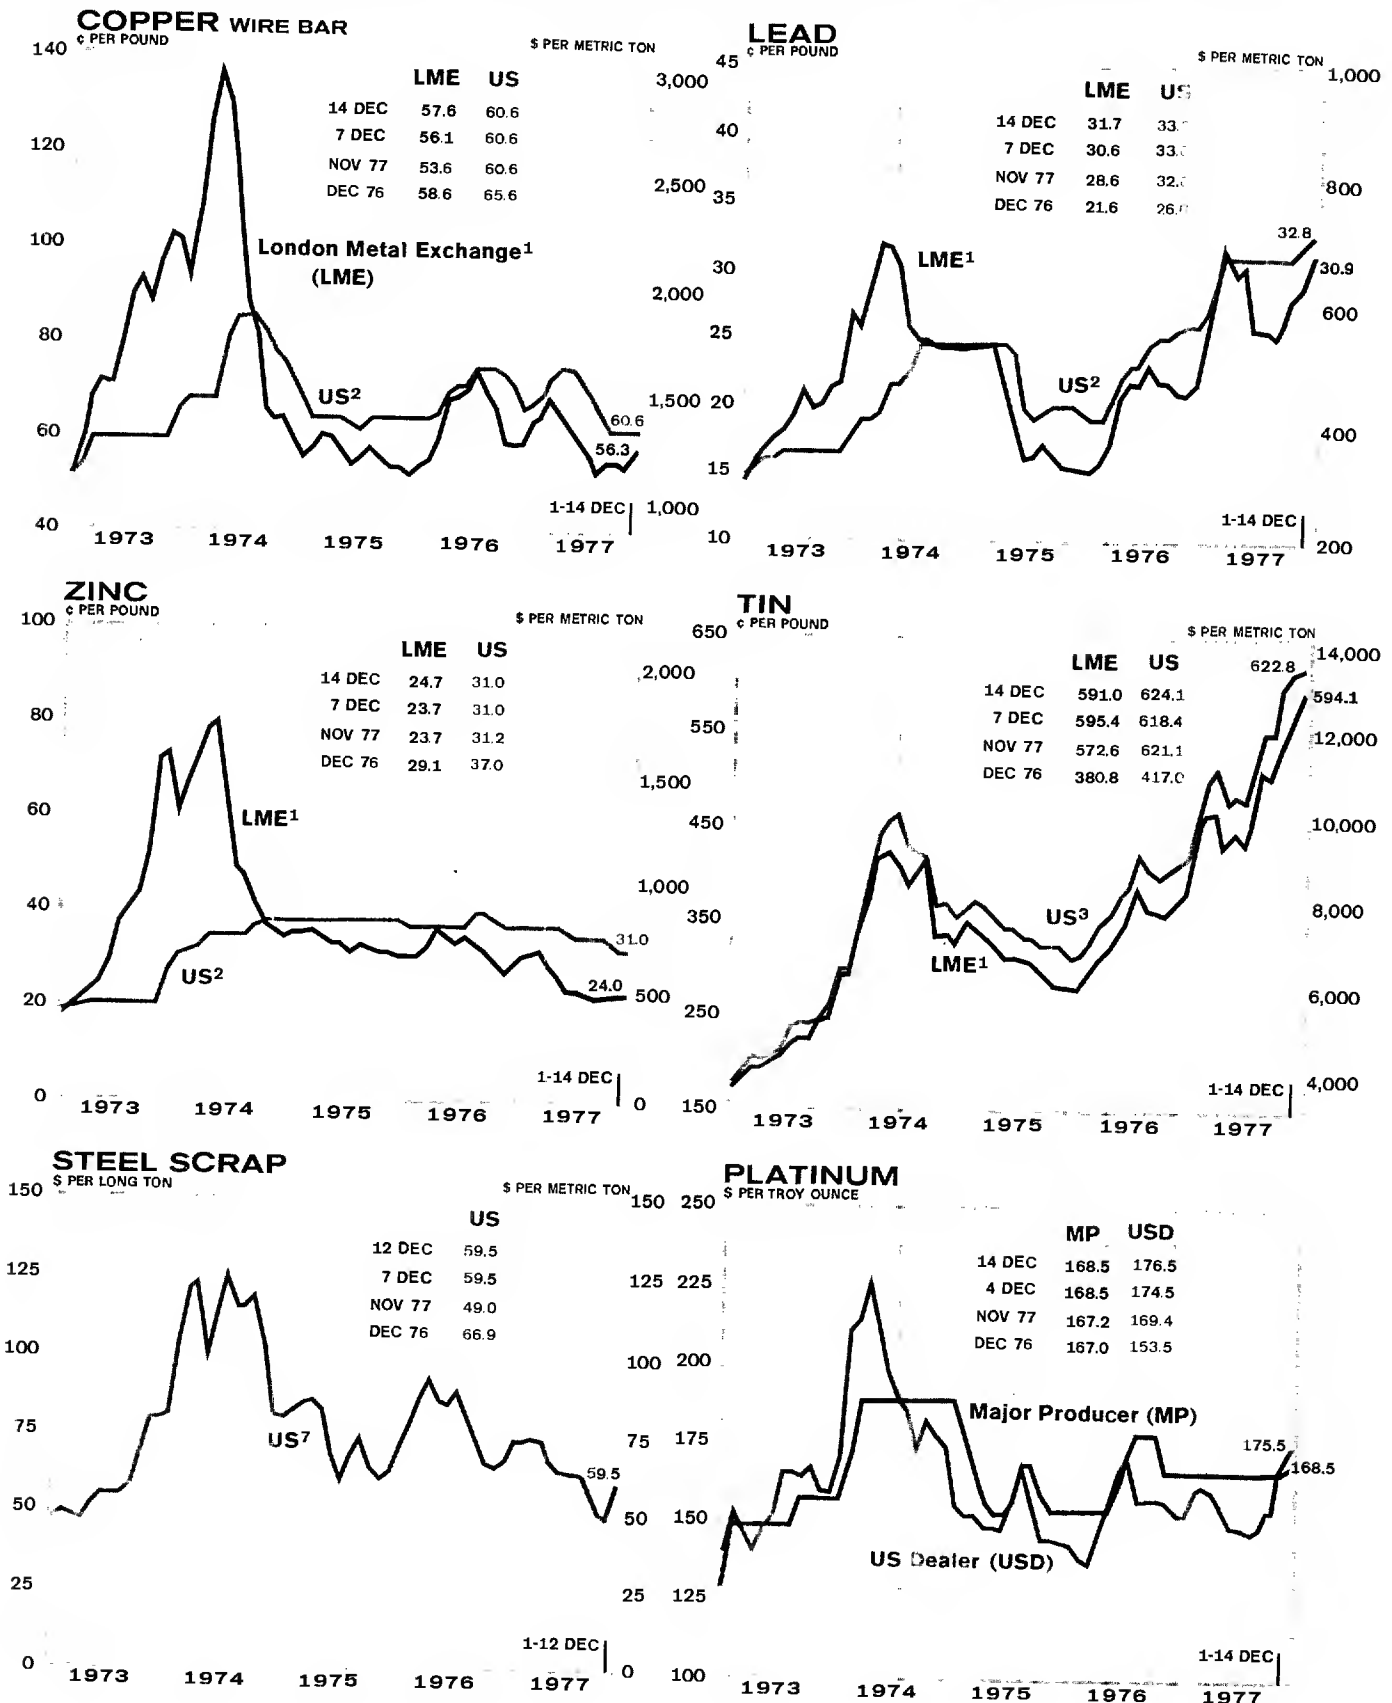 COPPER WIRE BAR
¢ PER POUND
$ PER METRIC TON
LME US
14 DEC 57.6 60.6
7 DEC 56.1 60.6
NOV 77 53.6 60.6
DEC 76 58.6 65.6
140
120
100
80
60
40
3,000
2,500
2,000
1,500
1,000
London Metal Exchange¹
(LME)
US²
60.6
56.3
1-14 DEC
1973 1974 1975 1976 1977
LEAD
¢ PER POUND
$ PER METRIC TON
LME US
14 DEC 31.7 33.
7 DEC 30.6 33.
NOV 77 28.6 32.
DEC 76 21.6 26.
45
40
35
30
25
20
15
10
1,000
800
600
400
200
LME¹
US²
32.8
30.9
1-14 DEC
1973 1974 1975 1976 1977
ZINC
¢ PER POUND
$ PER METRIC TON
LME US
14 DEC 24.7 31.0
7 DEC 23.7 31.0
NOV 77 23.7 31.2
DEC 76 29.1 37.0
100
80
60
40
20
0
2,000
1,500
1,000
500
0
LME¹
US²
31.0
24.0
1-14 DEC
1973 1974 1975 1976 1977
TIN
¢ PER POUND
$ PER METRIC TON
LME US
14 DEC 591.0 624.1
7 DEC 595.4 618.4
NOV 77 572.6 621.1
DEC 76 380.8 417.0
650
550
450
350
250
150
14,000
12,000
10,000
8,000
6,000
4,000
622.8
594.1
US³
LME¹
1-14 DEC
1973 1974 1975 1976 1977
STEEL SCRAP
$ PER LONG TON
$ PER METRIC TON
US
12 DEC 59.5
7 DEC 59.5
NOV 77 49.0
DEC 76 66.9
150
125
100
75
50
25
0
150
125
100
75
50
25
0
US⁷
59.5
1-12 DEC
1973 1974 1975 1976 1977
PLATINUM
$ PER TROY OUNCE
MP USD
14 DEC 168.5 176.5
4 DEC 168.5 174.5
NOV 77 167.2 169.4
DEC 76 167.0 153.5
250
225
200
175
150
125
100
Major Producer (MP)
175.5
168.5
US Dealer (USD)
1-14 DEC
1973 1974 1975 1976 1977